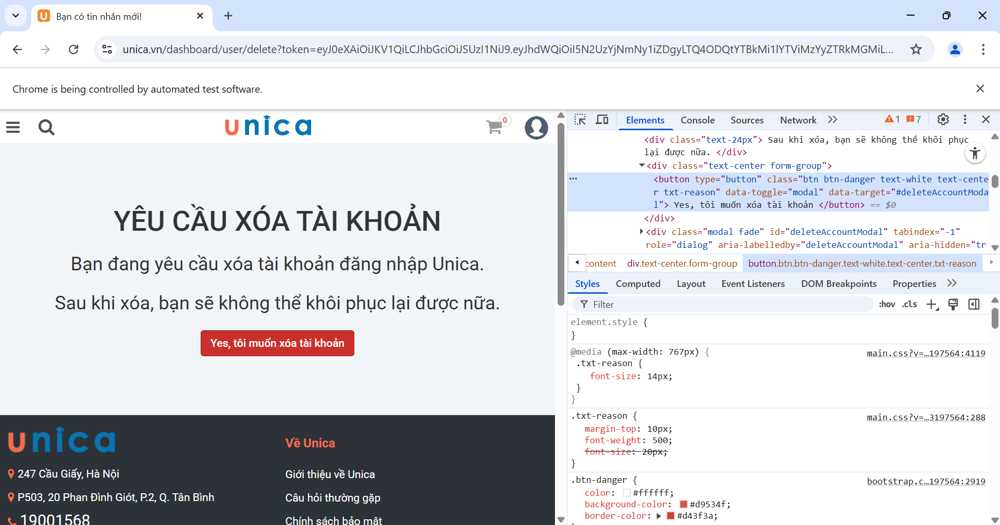 Bạn có tin nhắn mới!
unica.vn/dashboard/user/delete?token=eyJ0eXAiOiJKV1QiLCJhbGciOiJSUzI1NiJ9.eyJhdWQiOiI5N2UzYjNmNy1iZDgyLTQ4ODQtYTBkMi1lYTViMzYyZTRkMGMiL...
Chrome is being controlled by automated test software.
unica
0
YÊU CẦU XÓA TÀI KHOẢN
Bạn đang yêu cầu xóa tài khoản đăng nhập Unica.
Sau khi xóa, bạn sẽ không thể khôi phục lại được nữa.
Yes, tôi muốn xóa tài khoản
unica
247 Cầu Giấy, Hà Nội
P503, 20 Phan Đình Giót, P.2, Q. Tân Bình
19001568
Về Unica
Giới thiệu về Unica
Câu hỏi thường gặp
Chính sách bảo mật
Elements Console Sources Network 1 7
<div class="text-24px"> Sau khi xóa, bạn sẽ không thể khôi phục
lại được nữa. </div>
<div class="text-center form-group">
<button type="button" class="btn btn-danger text-white text-cente
r txt-reason" data-toggle="modal" data-target="#deleteAccountModa
l"> Yes, tôi muốn xóa tài khoản </button> == $0
</div>
<div class="modal fade" id="deleteAccountModal" tabindex="-1"
role="dialog" aria-labelledby="deleteAccountModal" aria-hidden="tr
content div.text-center.form-group button.btn.btn-danger.text-white.text-center.txt-reason
Styles Computed Layout Event Listeners DOM Breakpoints Properties
Filter :hov .cls
element.style {
}
@media (max-width: 767px) { main.css?v=…197564:4119
.txt-reason {
font-size: 14px;
}
}
.txt-reason { main.css?v=…3197564:288
margin-top: 10px;
font-weight: 500;
font-size: 20px;
}
.btn-danger { bootstrap.c…197564:2919
color: #ffffff;
background-color: #d9534f;
border-color: #d43f3a;